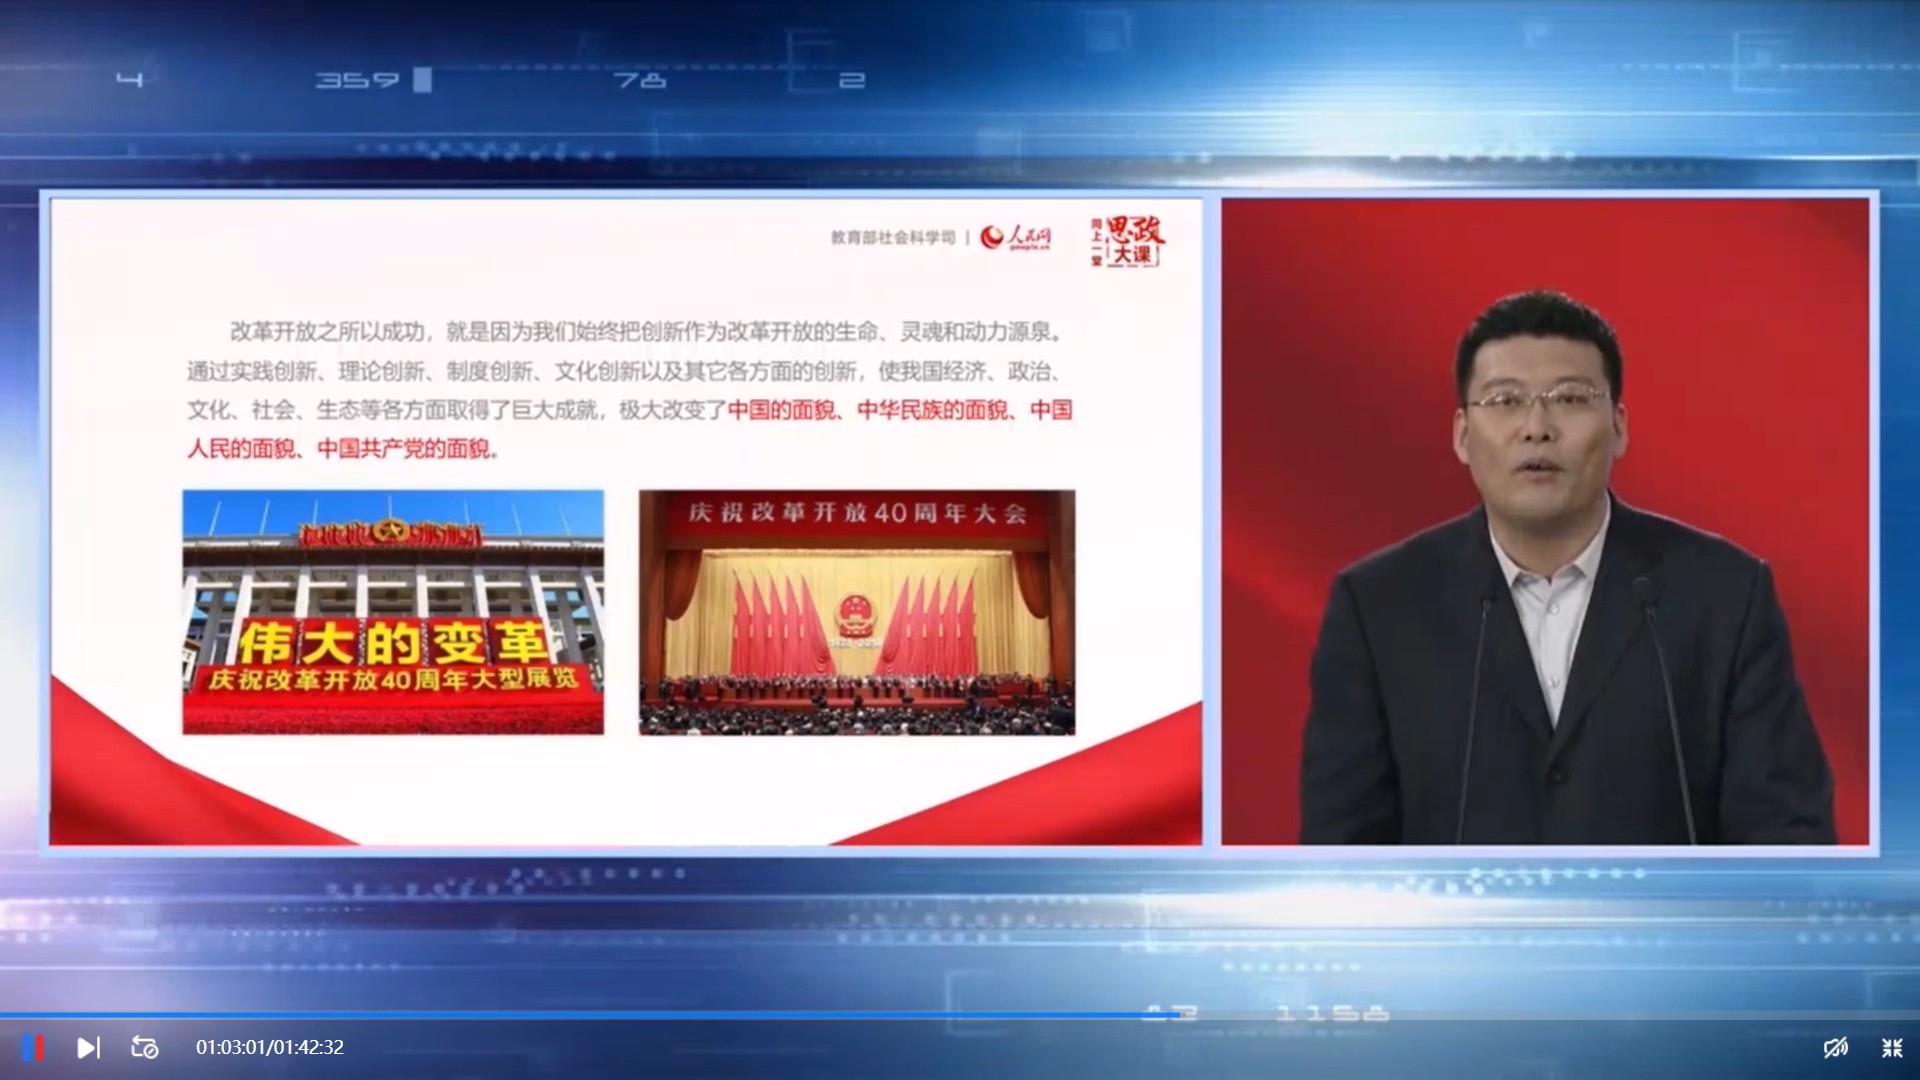 4 359 78 2
教育部社会科学司 | 人民网
people.cn
同上一堂
思政
大课
改革开放之所以成功，就是因为我们始终把创新作为改革开放的生命、灵魂和动力源泉。
通过实践创新、理论创新、制度创新、文化创新以及其它各方面的创新，使我国经济、政治、
文化、社会、生态等各方面取得了巨大成就，极大改变了中国的面貌、中华民族的面貌、中国
人民的面貌、中国共产党的面貌。
伟大的变革
庆祝改革开放40周年大型展览
庆祝改革开放40周年大会
1158
01:03:01/01:42:32